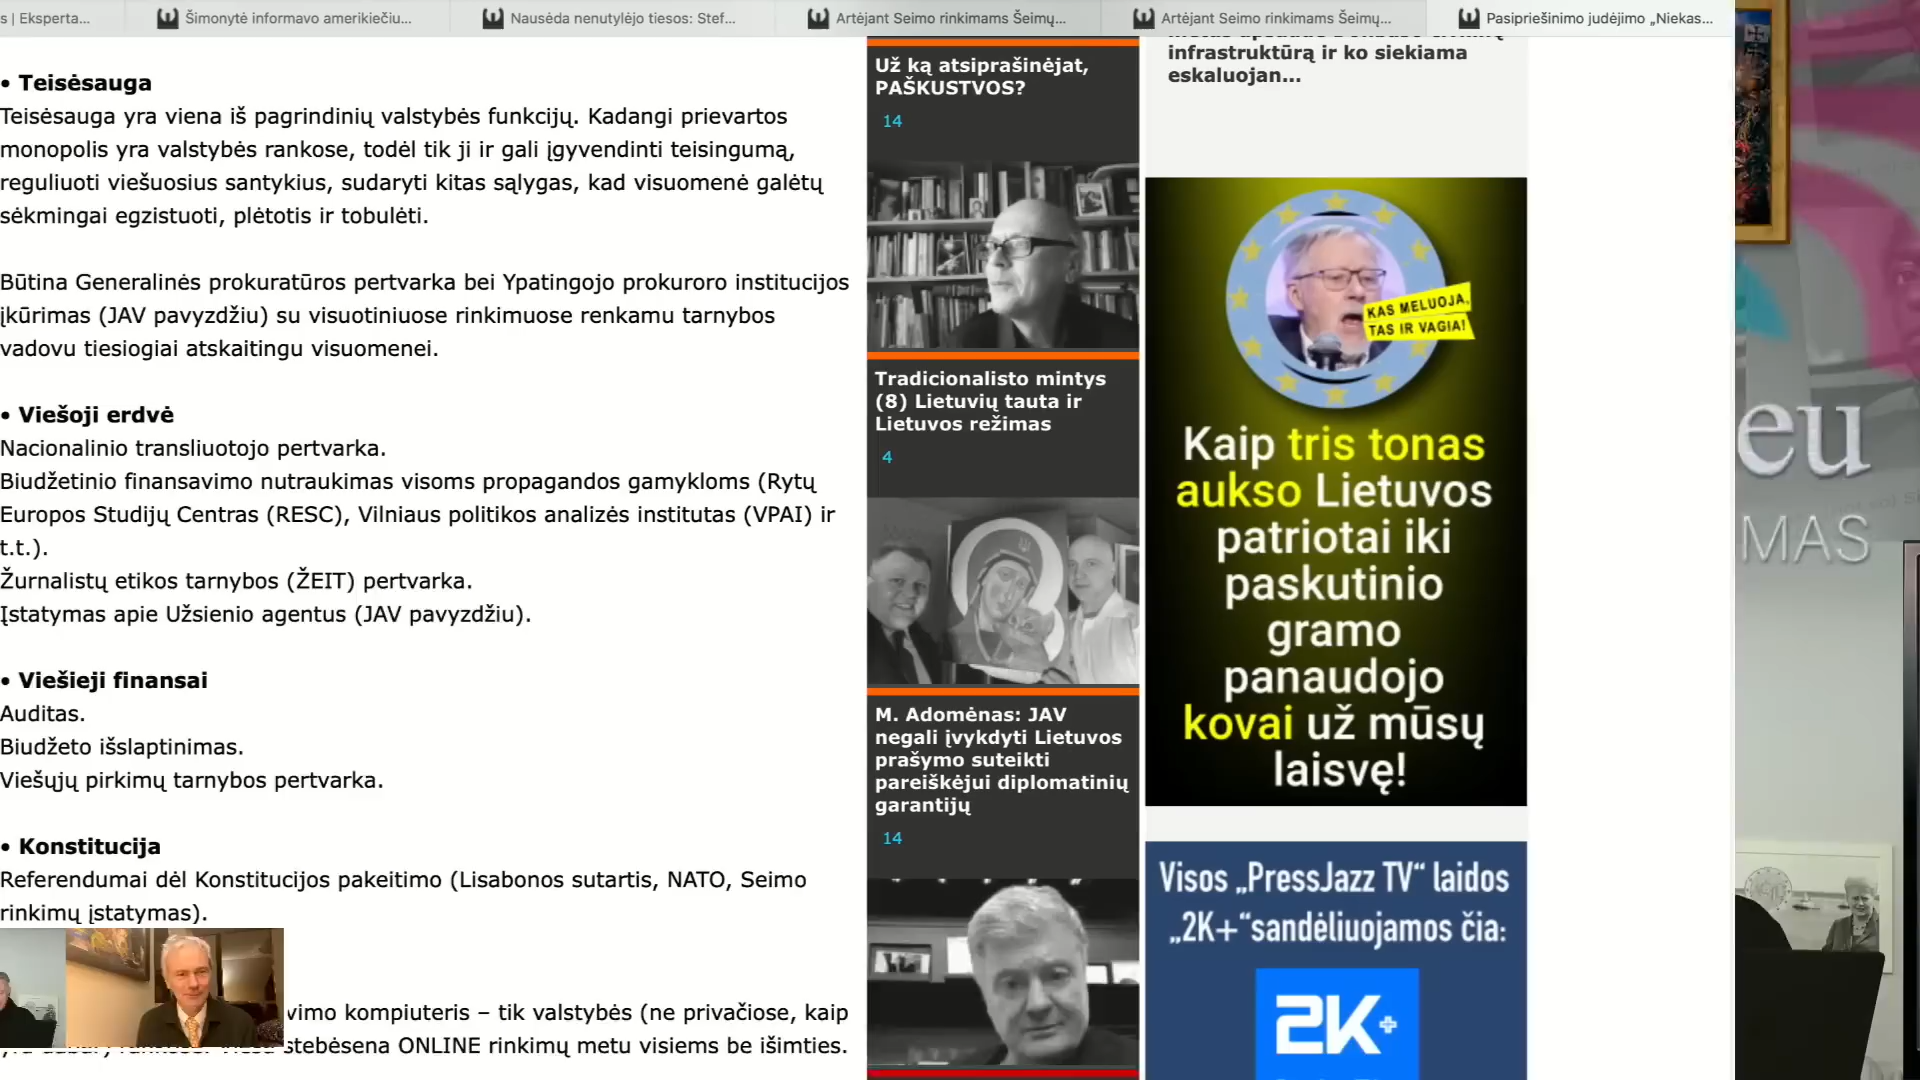 s | Eksperta...
Šimonytė informavo amerikiečiu...
Nausėda nenutylėjo tiesos: Stef...
Artėjant Seimo rinkimams Šeimų...
Artėjant Seimo rinkimams Šeimų...
Pasipriešinimo judėjimo „Niekas...
• Teisėsauga
Teisėsauga yra viena iš pagrindinių valstybės funkcijų. Kadangi prievartos
monopolis yra valstybės rankose, todėl tik ji ir gali įgyvendinti teisingumą,
reguliuoti viešuosius santykius, sudaryti kitas sąlygas, kad visuomenė galėtų
sėkmingai egzistuoti, plėtotis ir tobulėti.
Būtina Generalinės prokuratūros pertvarka bei Ypatingojo prokuroro institucijos
įkūrimas (JAV pavyzdžiu) su visuotiniuose rinkimuose renkamu tarnybos
vadovu tiesiogiai atskaitingu visuomenei.
• Viešoji erdvė
Nacionalinio transliuotojo pertvarka.
Biudžetinio finansavimo nutraukimas visoms propagandos gamykloms (Rytų
Europos Studijų Centras (RESC), Vilniaus politikos analizės institutas (VPAI) ir
t.t.).
Žurnalistų etikos tarnybos (ŽEIT) pertvarka.
Įstatymas apie Užsienio agentus (JAV pavyzdžiu).
• Viešieji finansai
Auditas.
Biudžeto išslaptinimas.
Viešųjų pirkimų tarnybos pertvarka.
• Konstitucija
Referendumai dėl Konstitucijos pakeitimo (Lisabonos sutartis, NATO, Seimo
rinkimų įstatymas).
vimo kompiuteris – tik valstybės (ne privačiose, kaip
stebėsena ONLINE rinkimų metu visiems be išimties.
Už ką atsiprašinėjat,
PAŠKUSTVOS?
14
Tradicionalisto mintys
(8) Lietuvių tauta ir
Lietuvos režimas
4
M. Adomėnas: JAV
negali įvykdyti Lietuvos
prašymo suteikti
pareiškėjui diplomatinių
garantijų
14
infrastruktūrą ir ko siekiama
eskaluojan...
KAS MELUOJA,
TAS IR VAGIA!
Kaip tris tonas
aukso Lietuvos
patriotai iki
paskutinio
gramo
panaudojo
kovai už mūsų
laisvę!
Visos „PressJazz TV“ laidos
„2K+“sandėliuojamos čia:
2K+
eu
MAS